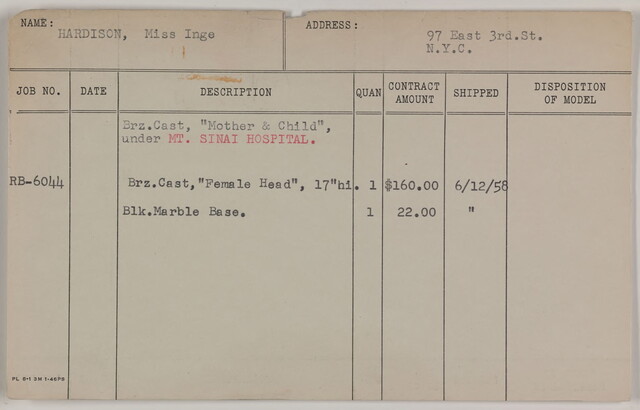 NAME: HARDISON, Miss Inge
ADDRESS: 97 East 3rd.St.
N.Y.C.
JOB NO. DATE DESCRIPTION QUAN CONTRACT AMOUNT SHIPPED DISPOSITION OF MODEL
Brz.Cast, "Mother & Child",
under MT. SINAI HOSPITAL.
RB-6044 Brz.Cast,"Female Head", 17"hi. 1 $160.00 6/12/58
Blk.Marble Base. 1 22.00 "